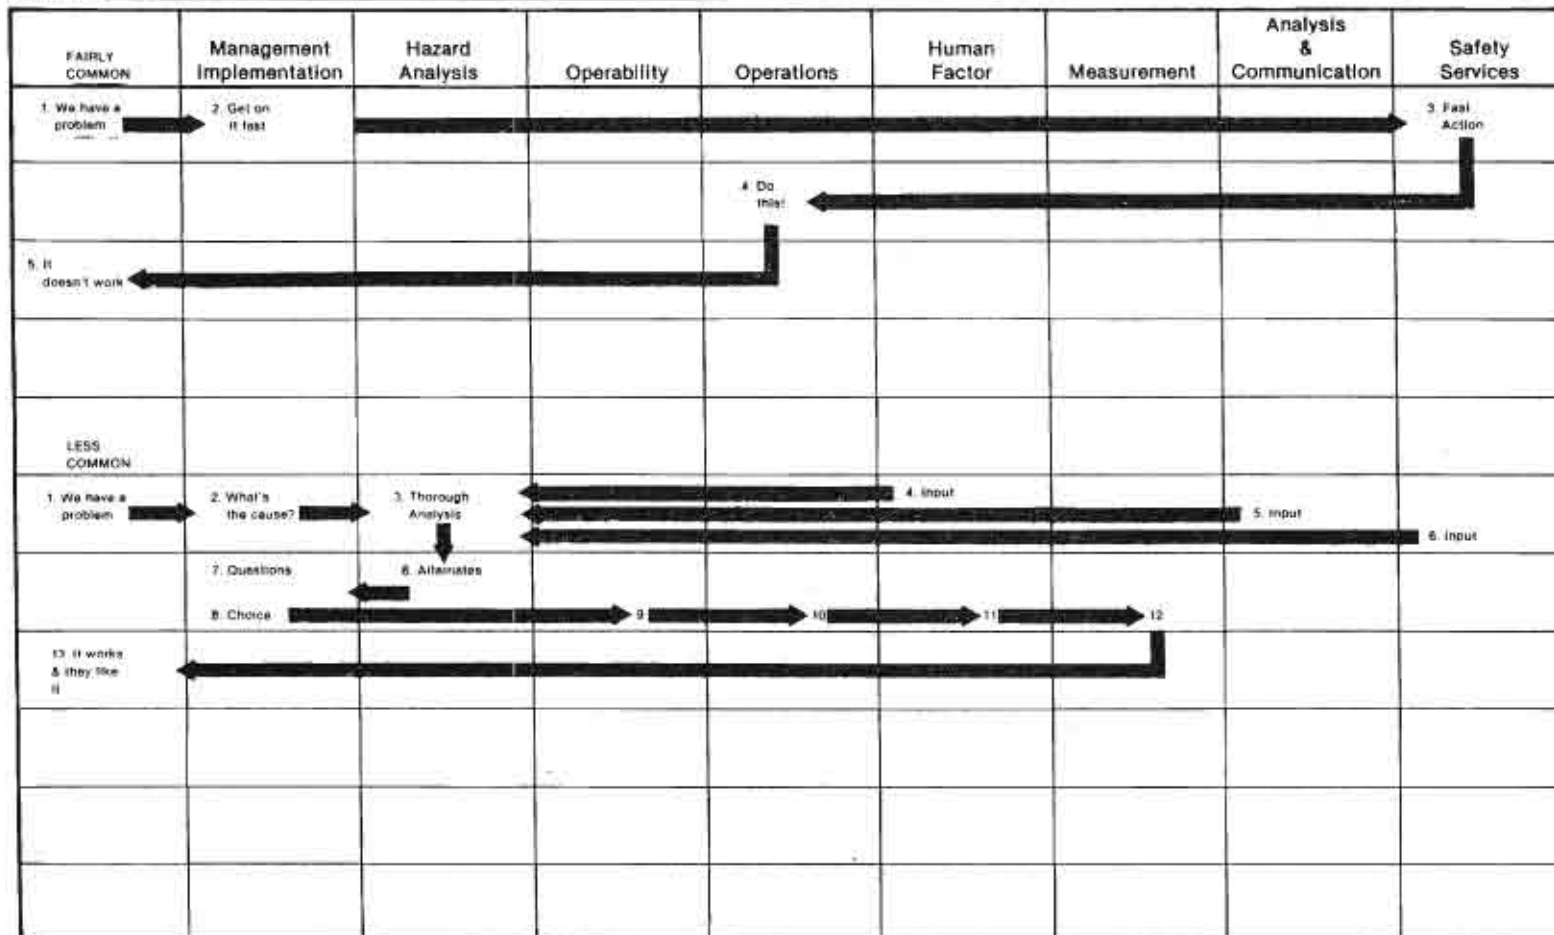 FAIRLY
COMMON
Management
Implementation
Hazard
Analysis
Operability
Operations
Human
Factor
Measurement
Analysis
&
Communication
Safety
Services
1. We have a
problem
2. Get on
it fast
3. Fast
Action
4. Do
this!
5. It
doesn't work
LESS
COMMON
1. We have a
problem
2. What's
the cause?
3. Thorough
Analysis
4. Input
5. Input
6. Input
7. Questions
6. Alternates
8. Choice
9
10
11
12
13. It works
& they like
it